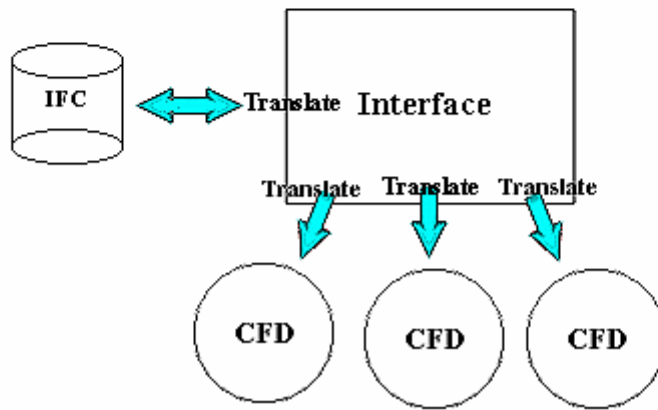 IFC
Translate
Interface
Translate
Translate
Translate
CFD
CFD
CFD